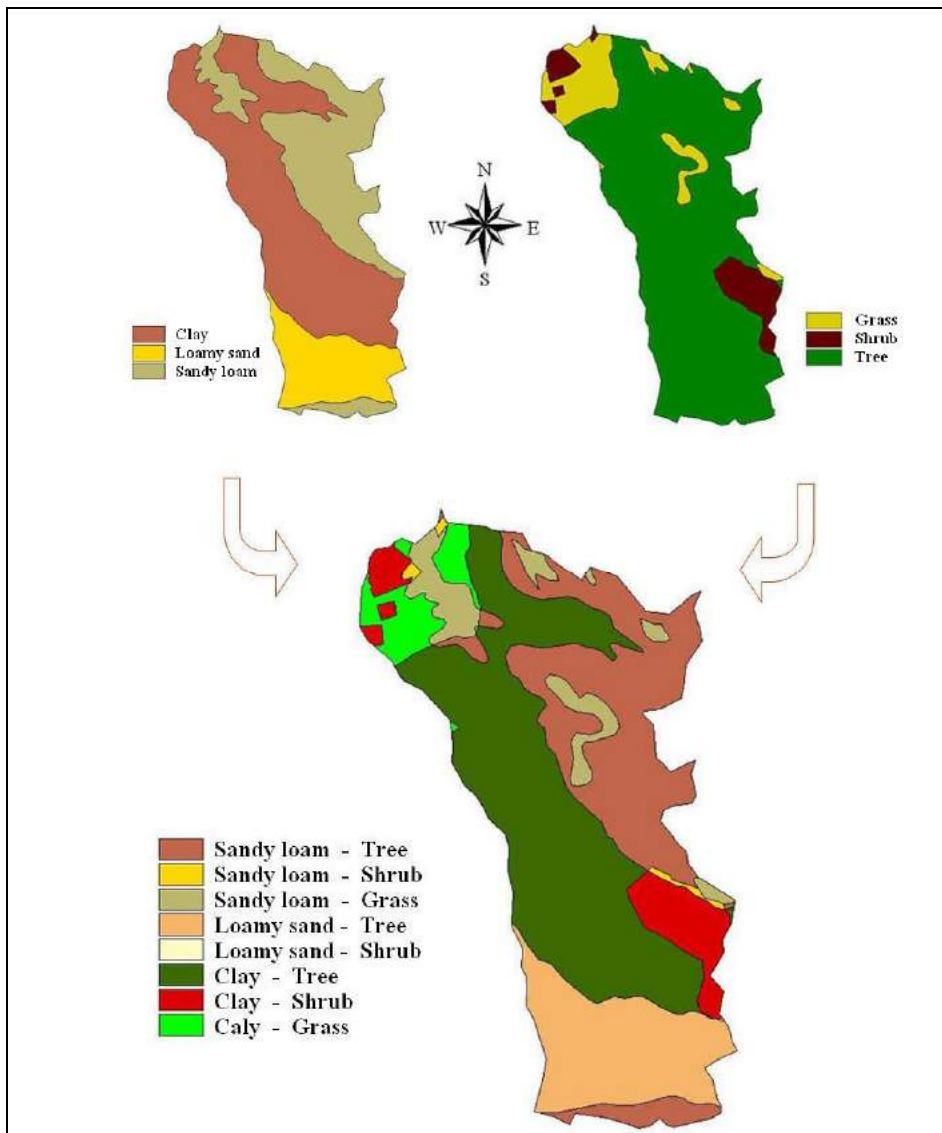 N
W E
S
Clay
Loamy sand
Sandy loam
Grass
Shrub
Tree
Sandy loam - Tree
Sandy loam - Shrub
Sandy loam - Grass
Loamy sand - Tree
Loamy sand - Shrub
Clay - Tree
Clay - Shrub
Caly - Grass